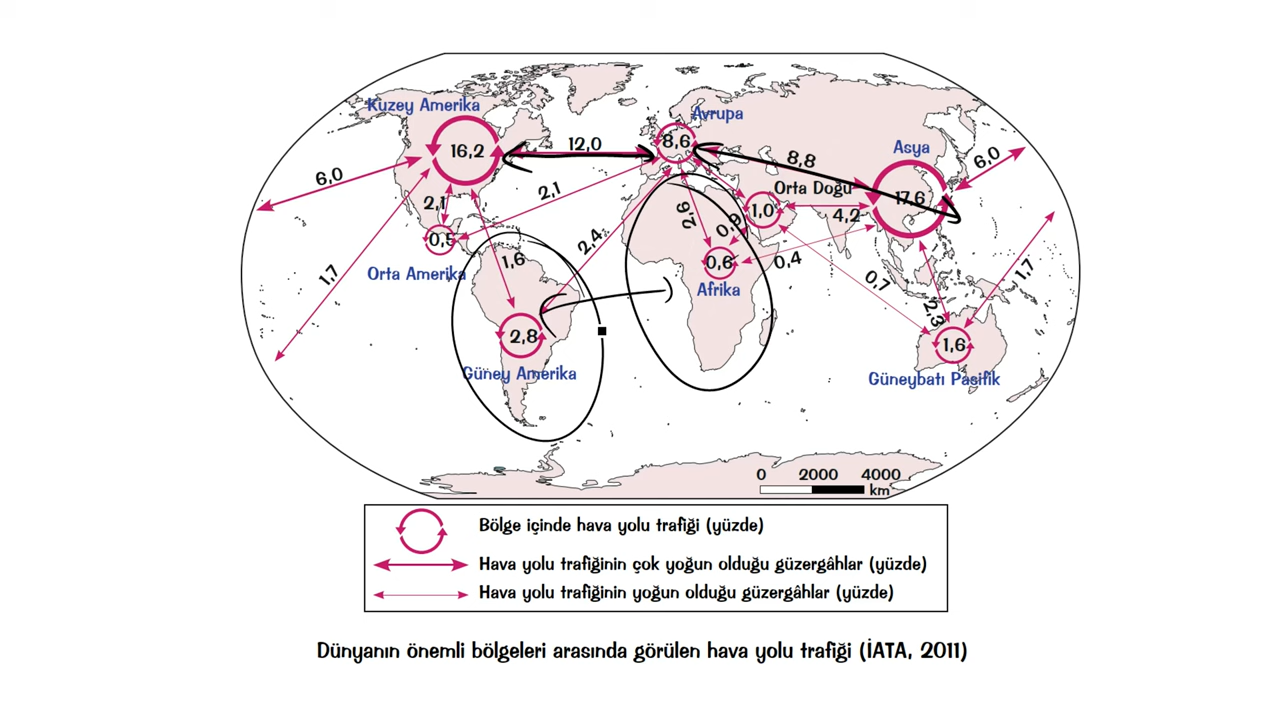 Kuzey Amerika
Avrupa
16,2
12,0
8,6
8,8
Asya
6,0
6,0
Orta Doğu
17,6
2,1
2,1
2,6
0,9
1,0
4,2
0,5
2,4
Orta Amerika
1,6
0,6
0,4
Afrika
1,7
0,7
1,7
2,3
2,8
1,6
Güney Amerika
Güneybatı Pasifik
0 2000 4000
km
Bölge içinde hava yolu trafiği (yüzde)
Hava yolu trafiğinin çok yoğun olduğu güzergâhlar (yüzde)
Hava yolu trafiğinin yoğun olduğu güzergâhlar (yüzde)
Dünyanın önemli bölgeleri arasında görülen hava yolu trafiği (İATA, 2011)